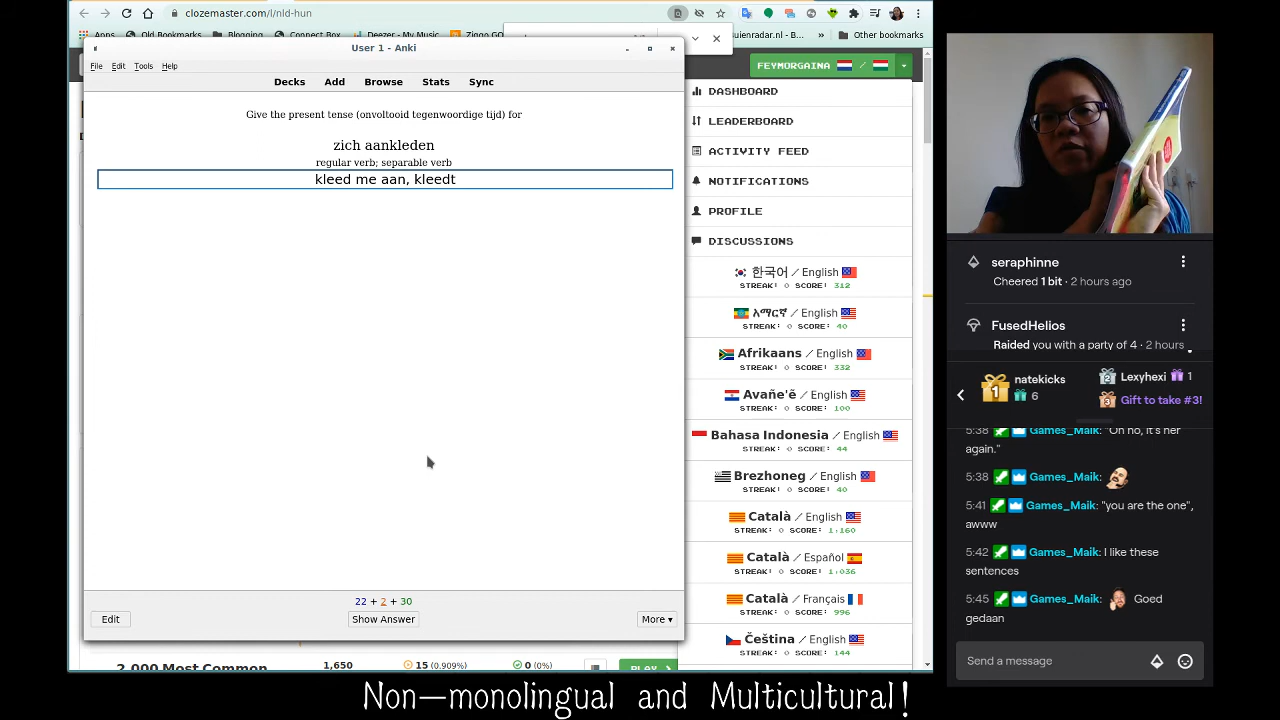 clozemaster.com/l/nld-hun
Apps
Old Bookmarks
Blogging
Connect Box
Deezer - My Music
Ziggo GO
uienradar.nl - B...
»
Other bookmarks
User 1 - Anki
File Edit Tools Help
Decks Add Browse Stats Sync
Give the present tense (onvoltooid tegenwoordige tijd) for
zich aankleden
regular verb; separable verb
kleed me aan, kleedt
22 + 2 + 30
Edit
Show Answer
More ▾
2,000 Most Common
1,650
15 (0.909%)
0 (0%)
PLAY
FEYMORGAINA /
DASHBOARD
LEADERBOARD
ACTIVITY FEED
NOTIFICATIONS
PROFILE
DISCUSSIONS
한국어 / English
STREAK: 0 SCORE: 312
አማርኛ / English
STREAK: 0 SCORE: 40
Afrikaans / English
STREAK: 0 SCORE: 332
Avañe'ẽ / English
STREAK: 0 SCORE: 100
Bahasa Indonesia / English
STREAK: 0 SCORE: 44
Brezhoneg / English
STREAK: 0 SCORE: 40
Català / English
STREAK: 0 SCORE: 1,160
Català / Español
STREAK: 0 SCORE: 1,036
Català / Français
STREAK: 0 SCORE: 996
Čeština / English
STREAK: 0 SCORE: 144
seraphinne
Cheered 1 bit · 2 hours ago
FusedHelios
Raided you with a party of 4 · 2 hours
1 natekicks
6
2 Lexyhexi 1
3 Gift to take #3!
5:38 Games_Maik: "Oh no, it's her
again."
5:38 Games_Maik:
5:41 Games_Maik: "you are the one",
awww
5:42 Games_Maik: I like these
sentences
5:45 Games_Maik: Goed
gedaan
Send a message
Non-monolingual and Multicultural!